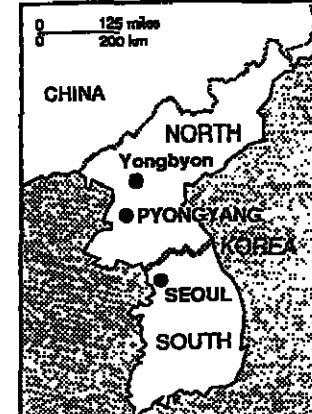 0 125 miles
0 200 km
CHINA
NORTH
Yongbyon
PYONGYANG
KOREA
SEOUL
SOUTH